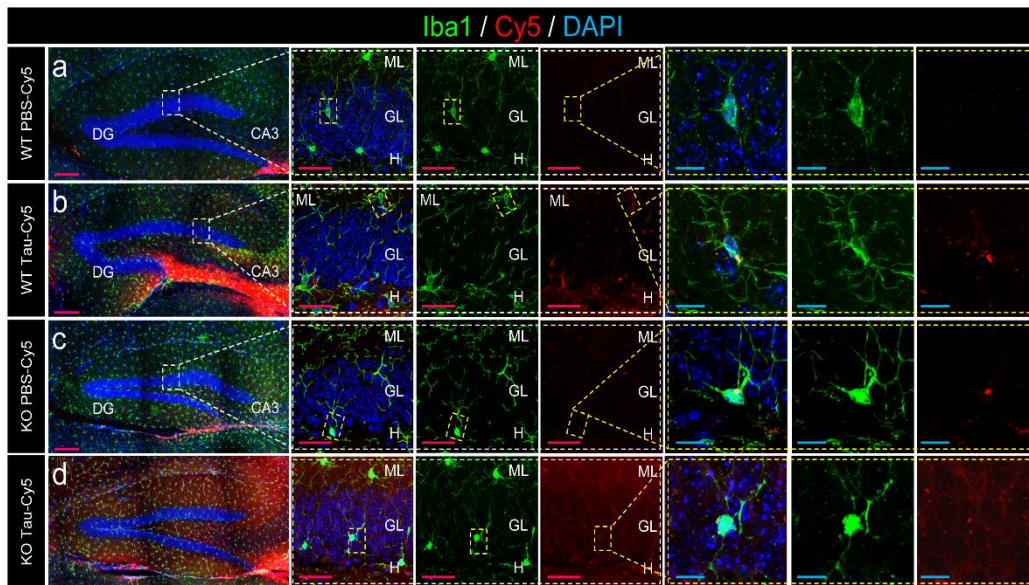 Iba1 / Cy5 / DAPI
WT PBS-Cy5
a
DG
CA3
ML
GL
H
ML
GL
H
ML
GL
H
WT Tau-Cy5
b
DG
CA3
ML
GL
H
ML
GL
H
ML
GL
H
KO PBS-Cy5
c
DG
CA3
ML
GL
H
ML
GL
H
ML
GL
H
KO Tau-Cy5
d
DG
CA3
ML
GL
H
ML
GL
H
ML
GL
H